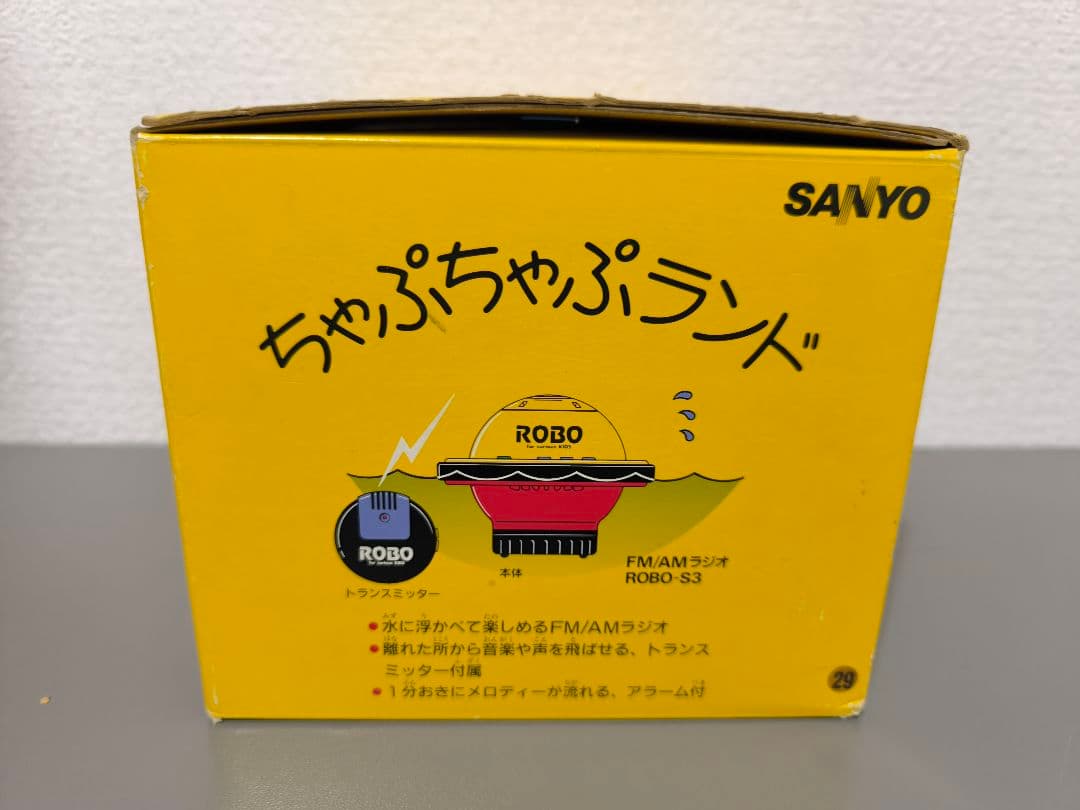 SANYO
ちゃぷちゃぷランド
ROBO
ROBO
トランスミッター
本体
FM/AMラジオ
ROBO-S3
●水に浮かべて楽しめるFM/AMラジオ
●離れた所から音楽や声を飛ばせる、トランス
ミッター付属
●1分おきにメロディーが流れる、アラーム付
29